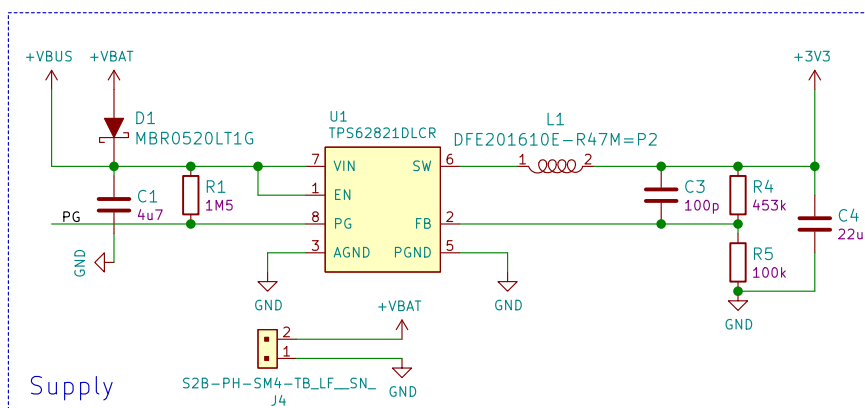 +VBUS +VBAT +3V3
D1
MBR0520LT1G
U1
TPS62821DLCR
L1
DFE201610E-R47M=P2
7 VIN SW 6 1 2
1 EN
C1
4u7
R1
1M5
C3
100p
R4
453k
PG 8 PG FB 2
C4
22u
3 AGND PGND 5
R5
100k
GND
GND GND GND
+VBAT
2
1
S2B-PH-SM4-TB_LF__SN_
J4
GND
Supply